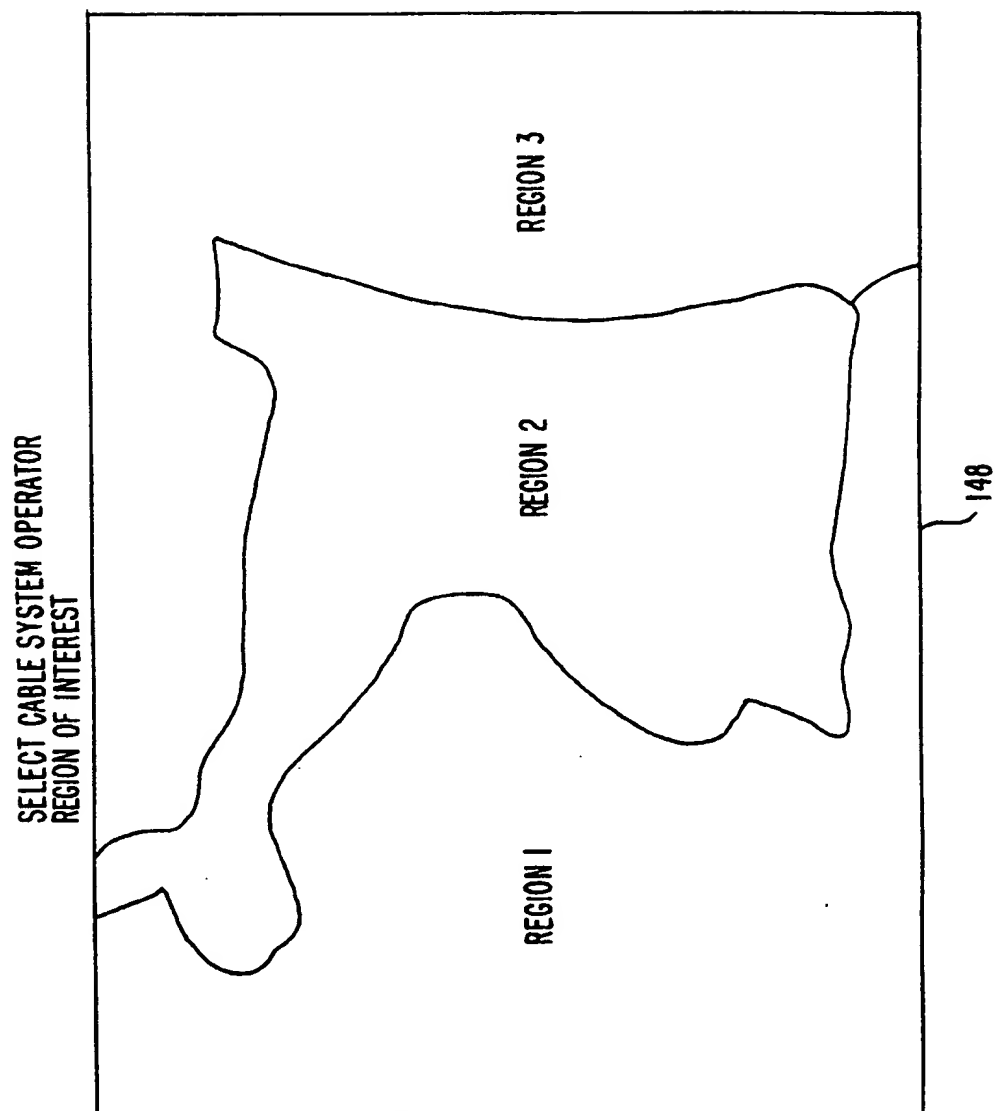 SELECT CABLE SYSTEM OPERATOR
REGION OF INTEREST
REGION 1
REGION 2
REGION 3
148